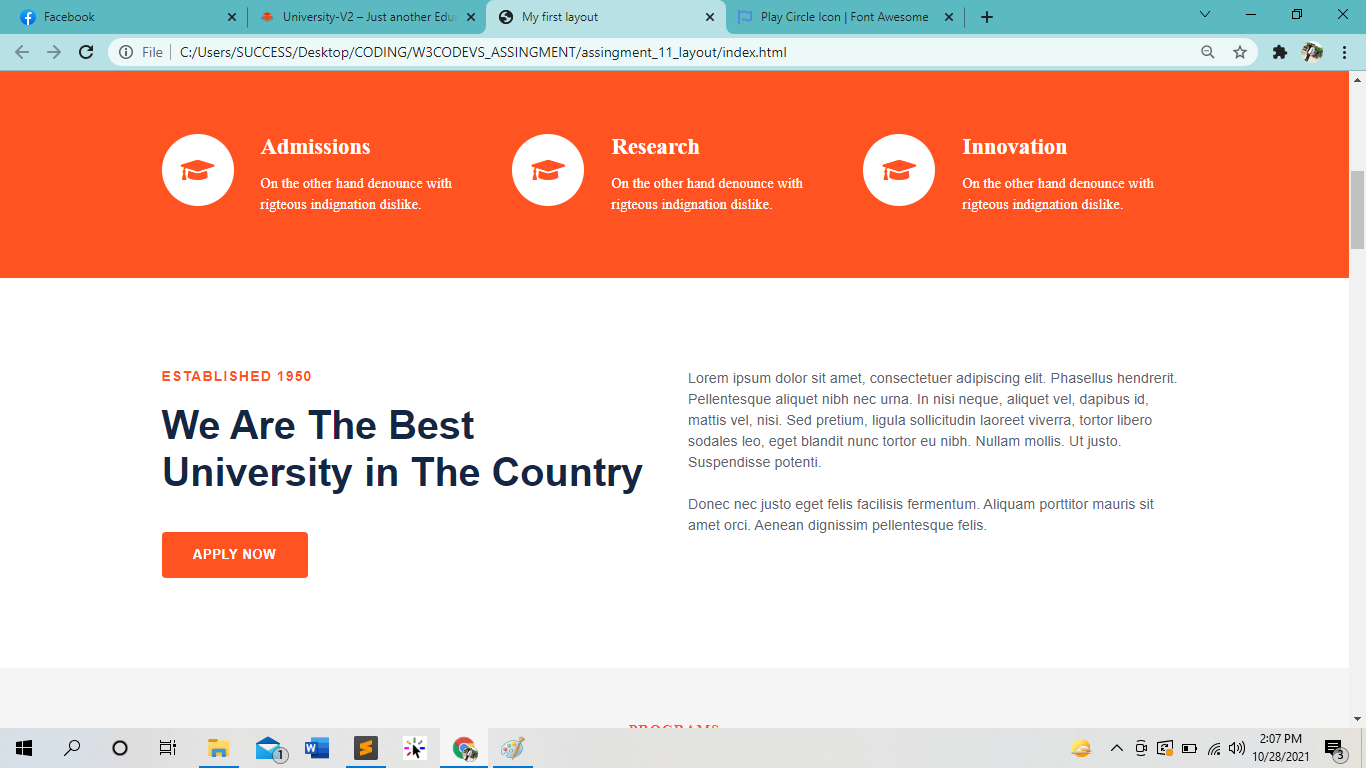 Facebook
University-V2 – Just another Edu
My first layout
Play Circle Icon | Font Awesome
File
C:/Users/SUCCESS/Desktop/CODING/W3CODEVS_ASSINGMENT/assingment_11_layout/index.html
Admissions
On the other hand denounce with
rigteous indignation dislike.
Research
On the other hand denounce with
rigteous indignation dislike.
Innovation
On the other hand denounce with
rigteous indignation dislike.
ESTABLISHED 1950
We Are The Best
University in The Country
APPLY NOW
Lorem ipsum dolor sit amet, consectetuer adipiscing elit. Phasellus hendrerit.
Pellentesque aliquet nibh nec urna. In nisi neque, aliquet vel, dapibus id,
mattis vel, nisi. Sed pretium, ligula sollicitudin laoreet viverra, tortor libero
sodales leo, eget blandit nunc tortor eu nibh. Nullam mollis. Ut justo.
Suspendisse potenti.
Donec nec justo eget felis facilisis fermentum. Aliquam porttitor mauris sit
amet orci. Aenean dignissim pellentesque felis.
PROGRAMS
1
2:07 PM
10/28/2021
3